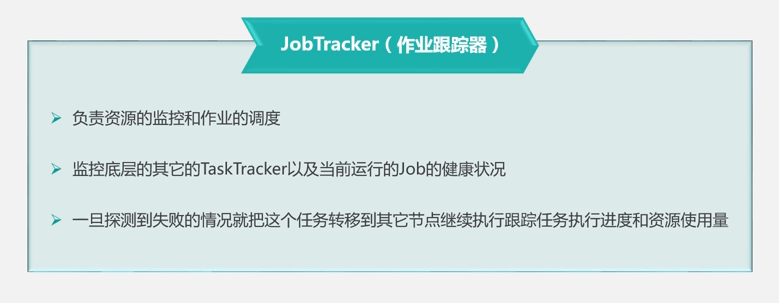 JobTracker（作业跟踪器）
负责资源的监控和作业的调度
监控底层的其它的TaskTracker以及当前运行的Job的健康状况
一旦探测到失败的情况就把这个任务转移到其它节点继续执行跟踪任务执行进度和资源使用量